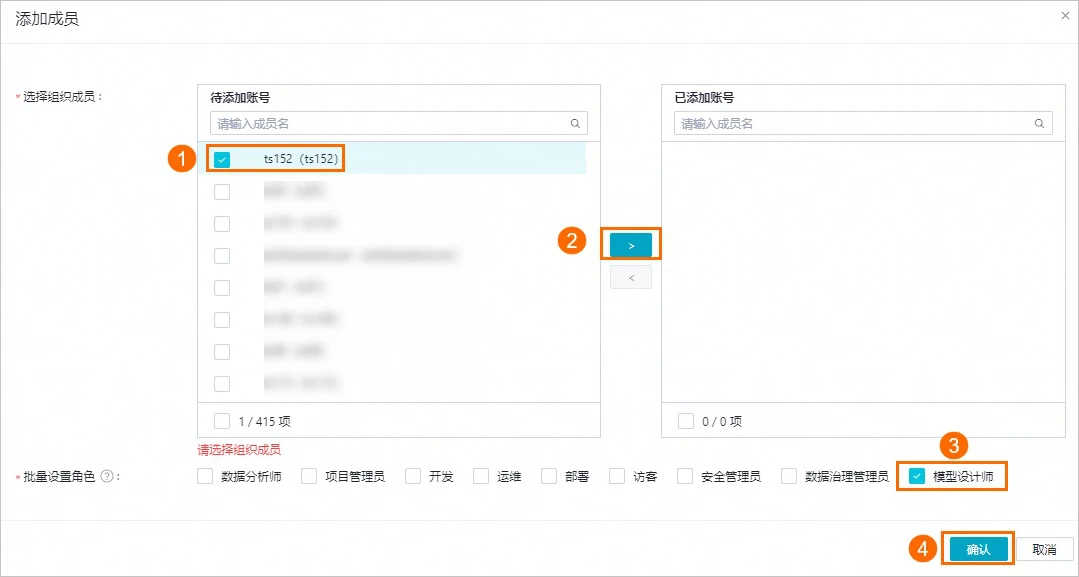 添加成员
×
*选择组织成员：
待添加账号
请输入成员名
1
ts152（ts152）
1 / 415 项
2
>
<
已添加账号
请输入成员名
0 / 0 项
请选择组织成员
3
*批量设置角色 ?：
数据分析师 项目管理员 开发 运维 部署 访客 安全管理员 数据治理管理员 模型设计师
4
确认 取消